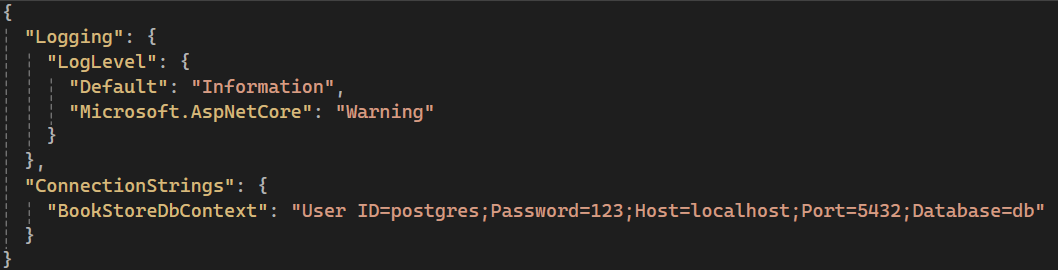 {
"Logging": {
"LogLevel": {
"Default": "Information",
"Microsoft.AspNetCore": "Warning"
}
},
"ConnectionStrings": {
"BookStoreDbContext": "User ID=postgres;Password=123;Host=localhost;Port=5432;Database=db"
}
}